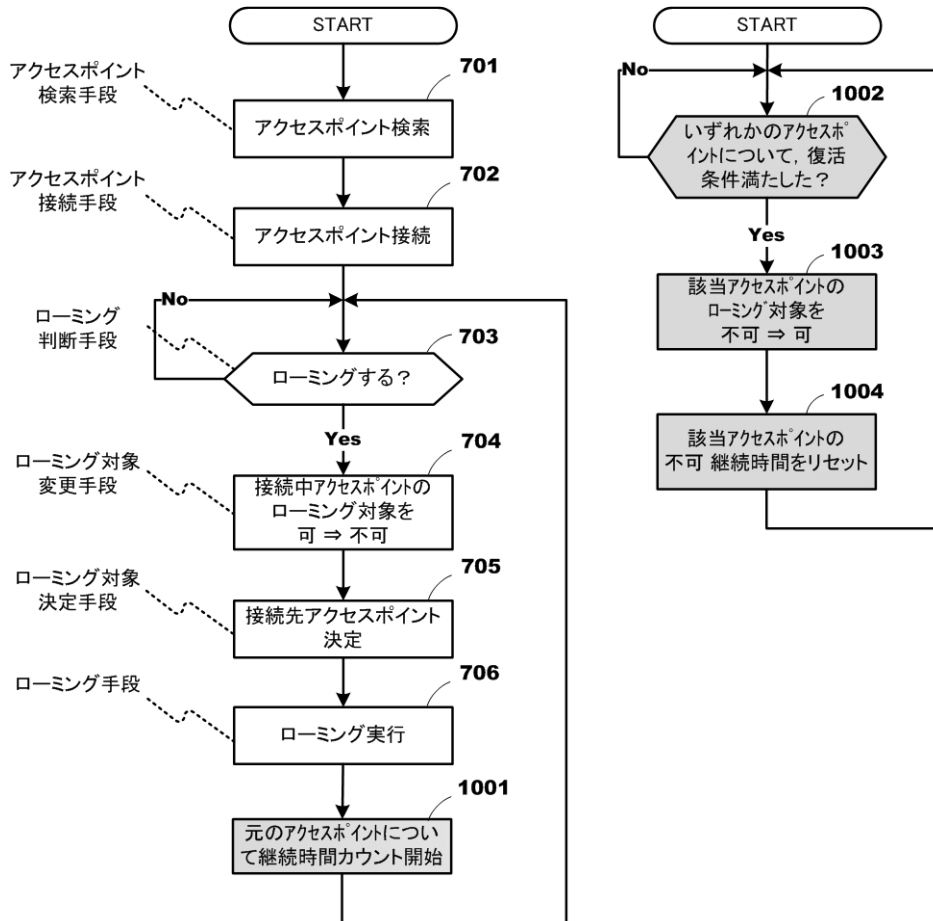 START
701
アクセスポイント
検索手段
アクセスポイント検索
702
アクセスポイント
接続手段
アクセスポイント接続
No
ローミング
判断手段
703
ローミングする？
Yes
704
ローミング対象
変更手段
接続中アクセスポイントの
ローミング対象を
可 ⇒ 不可
705
ローミング対象
決定手段
接続先アクセスポイント
決定
706
ローミング手段
ローミング実行
1001
元のアクセスポイントについ
て継続時間カウント開始
START
No
1002
いずれかのアクセスポ
イントについて，復活
条件満たした？
Yes
1003
該当アクセスポイントの
ローミング対象を
不可 ⇒ 可
1004
該当アクセスポイントの
不可 継続時間をリセット